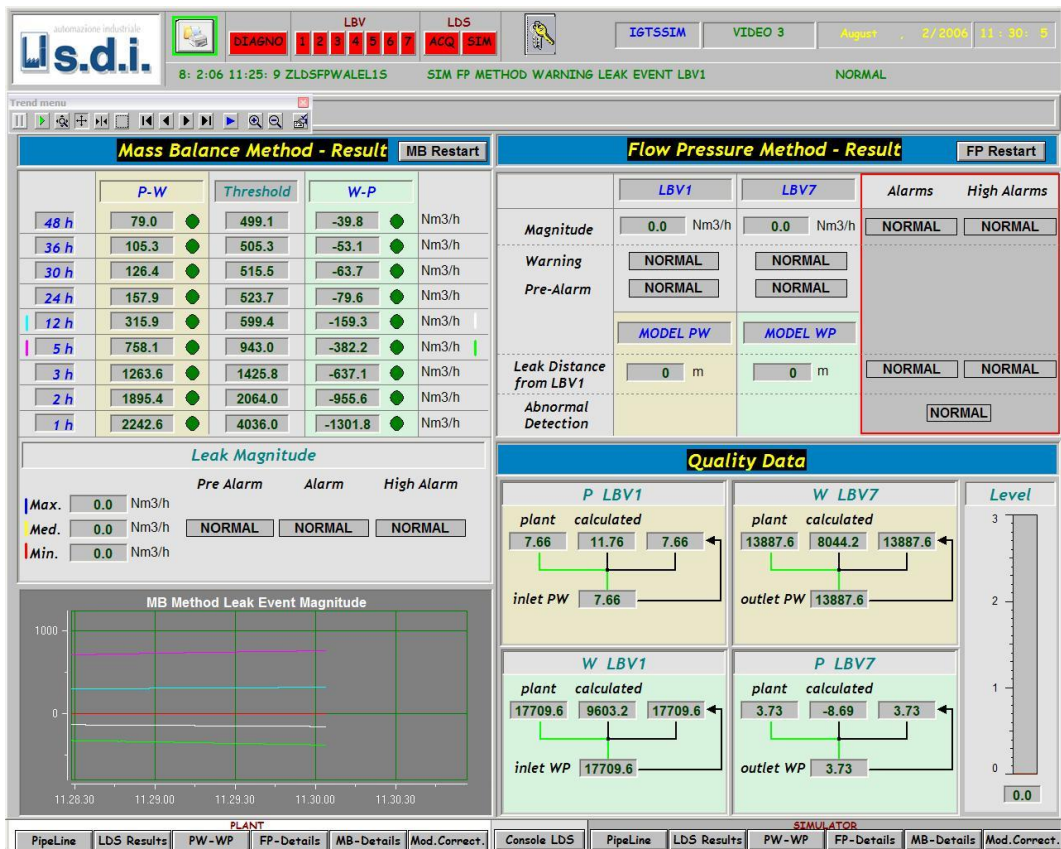 automazione industriale
s.d.i.
LBV
LDS
DIAGNO 1 2 3 4 5 6 7 ACQ SIM
IGTSSIM VIDEO 3 August . 2/2006 11:30: 5
8: 2:06 11:25: 9 ZLDSFPWALEL1S SIM FP METHOD WARNING LEAK EVENT LBV1 NORMAL
Trend menu
Mass Balance Method - Result MB Restart
P-W Threshold W-P
48 h 79.0 499.1 -39.8 Nm3/h
36 h 105.3 505.3 -53.1 Nm3/h
30 h 126.4 515.5 -63.7 Nm3/h
24 h 157.9 523.7 -79.6 Nm3/h
12 h 315.9 599.4 -159.3 Nm3/h
5 h 758.1 943.0 -382.2 Nm3/h
3 h 1263.6 1425.8 -637.1 Nm3/h
2 h 1895.4 2064.0 -955.6 Nm3/h
1 h 2242.6 4036.0 -1301.8 Nm3/h
Leak Magnitude
Pre Alarm Alarm High Alarm
Max. 0.0 Nm3/h
Med. 0.0 Nm3/h NORMAL NORMAL NORMAL
Min. 0.0 Nm3/h
MB Method Leak Event Magnitude
1000
0
11.28.30 11.29.00 11.29.30 11.30.00 11.30.30
Flow Pressure Method - Result FP Restart
LBV1 LBV7 Alarms High Alarms
Magnitude 0.0 Nm3/h 0.0 Nm3/h NORMAL NORMAL
Warning NORMAL NORMAL
Pre-Alarm NORMAL NORMAL
MODEL PW MODEL WP
Leak Distance from LBV1 0 m 0 m NORMAL NORMAL
Abnormal Detection NORMAL
Quality Data
P LBV1
plant calculated
7.66 11.76 7.66
inlet PW 7.66
W LBV7
plant calculated
13887.6 8044.2 13887.6
outlet PW 13887.6
W LBV1
plant calculated
17709.6 9603.2 17709.6
inlet WP 17709.6
P LBV7
plant calculated
3.73 -8.69 3.73
outlet WP 3.73
Level
3
2
1
0
0.0
PLANT
PipeLine LDS Results PW-WP FP-Details MB-Details Mod.Correct.
Console LDS
SIMULATOR
PipeLine LDS Results PW-WP FP-Details MB-Details Mod.Correct.